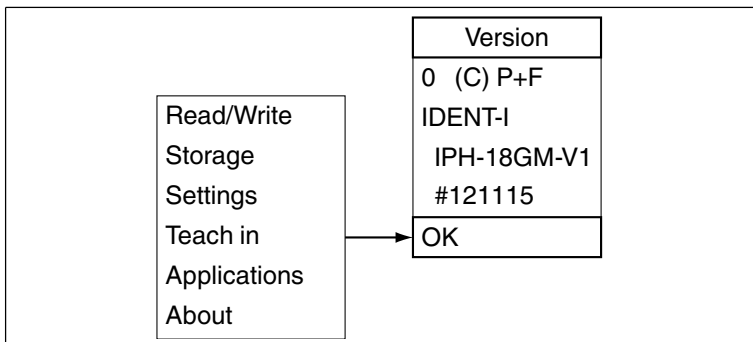 Version
0 (C) P+F
IDENT-I
IPH-18GM-V1
#121115
OK
Read/Write
Storage
Settings
Teach in
Applications
About